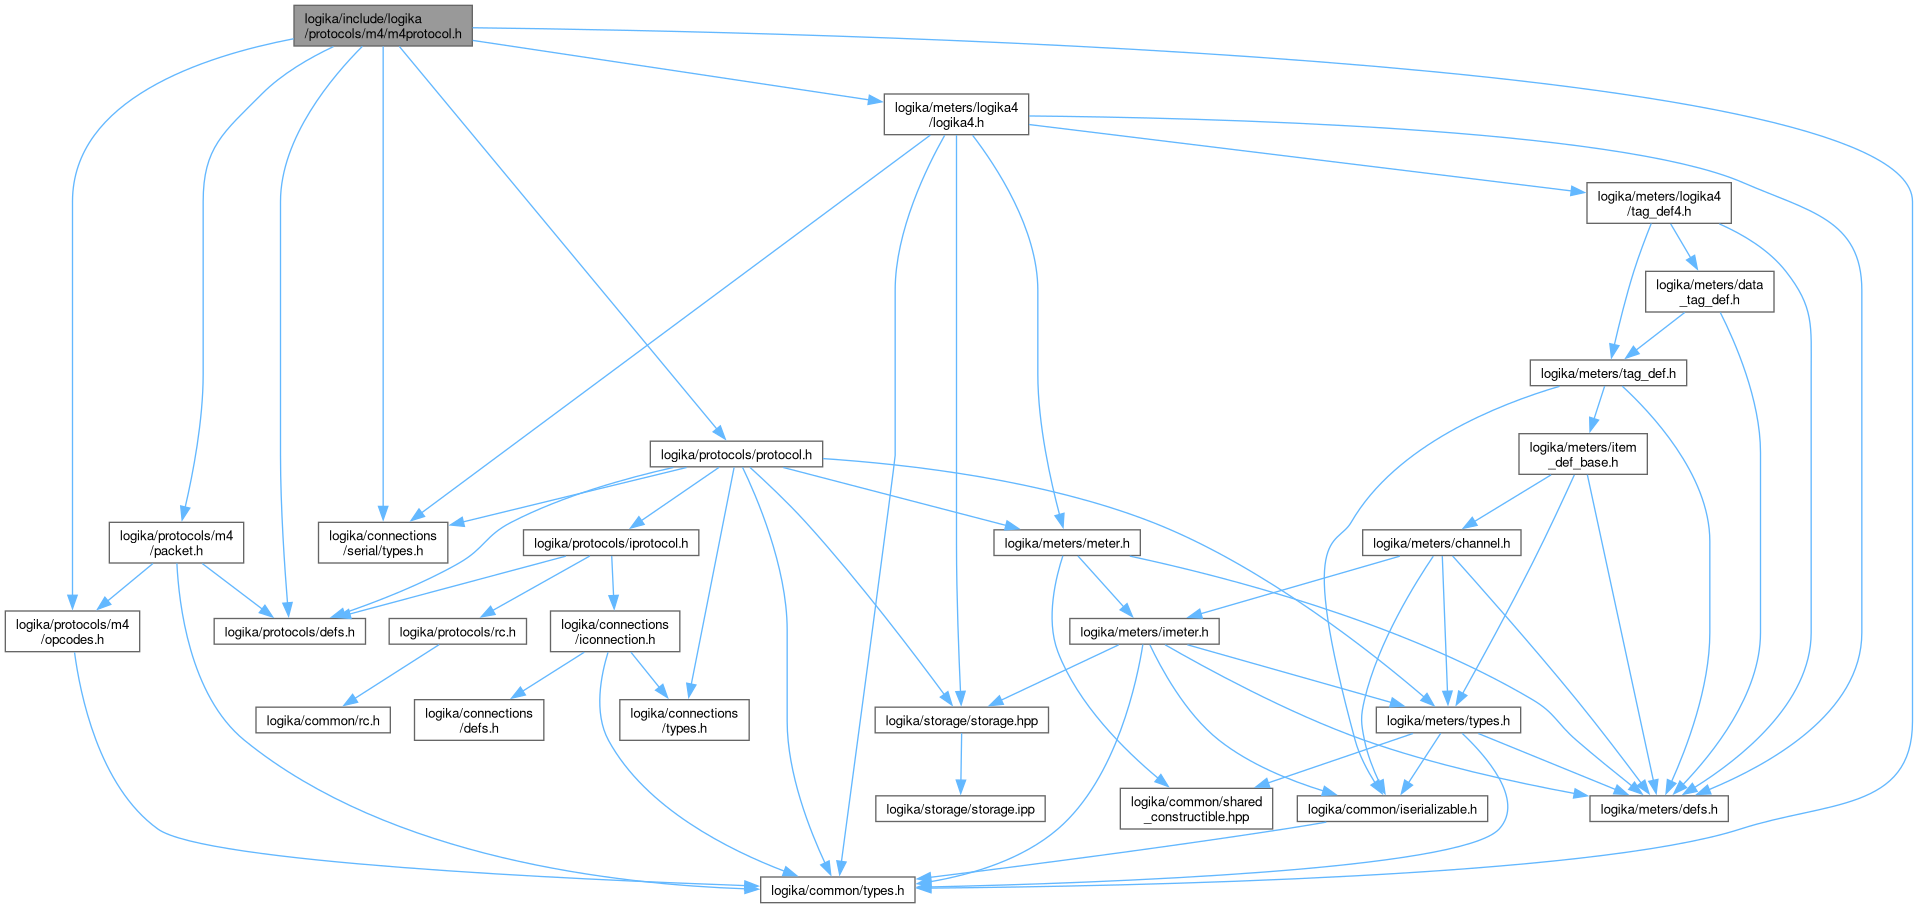 logika/include/logika
/protocols/m4/m4protocol.h
logika/meters/logika4
/logika4.h
logika/meters/logika4
/tag_def4.h
logika/meters/data
_tag_def.h
logika/meters/tag_def.h
logika/protocols/protocol.h
logika/meters/item
_def_base.h
logika/protocols/m4
/packet.h
logika/connections
/serial/types.h
logika/protocols/iprotocol.h
logika/meters/meter.h
logika/meters/channel.h
logika/protocols/m4
/opcodes.h
logika/protocols/defs.h
logika/protocols/rc.h
logika/connections
/iconnection.h
logika/meters/imeter.h
logika/common/rc.h
logika/connections
/defs.h
logika/connections
/types.h
logika/storage/storage.hpp
logika/meters/types.h
logika/storage/storage.ipp
logika/common/shared
_constructible.hpp
logika/common/iserializable.h
logika/meters/defs.h
logika/common/types.h